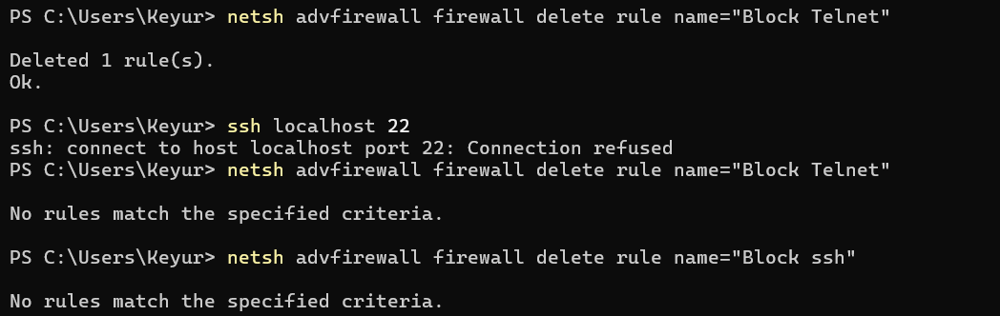 PS C:\Users\Keyur> netsh advfirewall firewall delete rule name="Block Telnet"
Deleted 1 rule(s).
Ok.
PS C:\Users\Keyur> ssh localhost 22
ssh: connect to host localhost port 22: Connection refused
PS C:\Users\Keyur> netsh advfirewall firewall delete rule name="Block Telnet"
No rules match the specified criteria.
PS C:\Users\Keyur> netsh advfirewall firewall delete rule name="Block ssh"
No rules match the specified criteria.